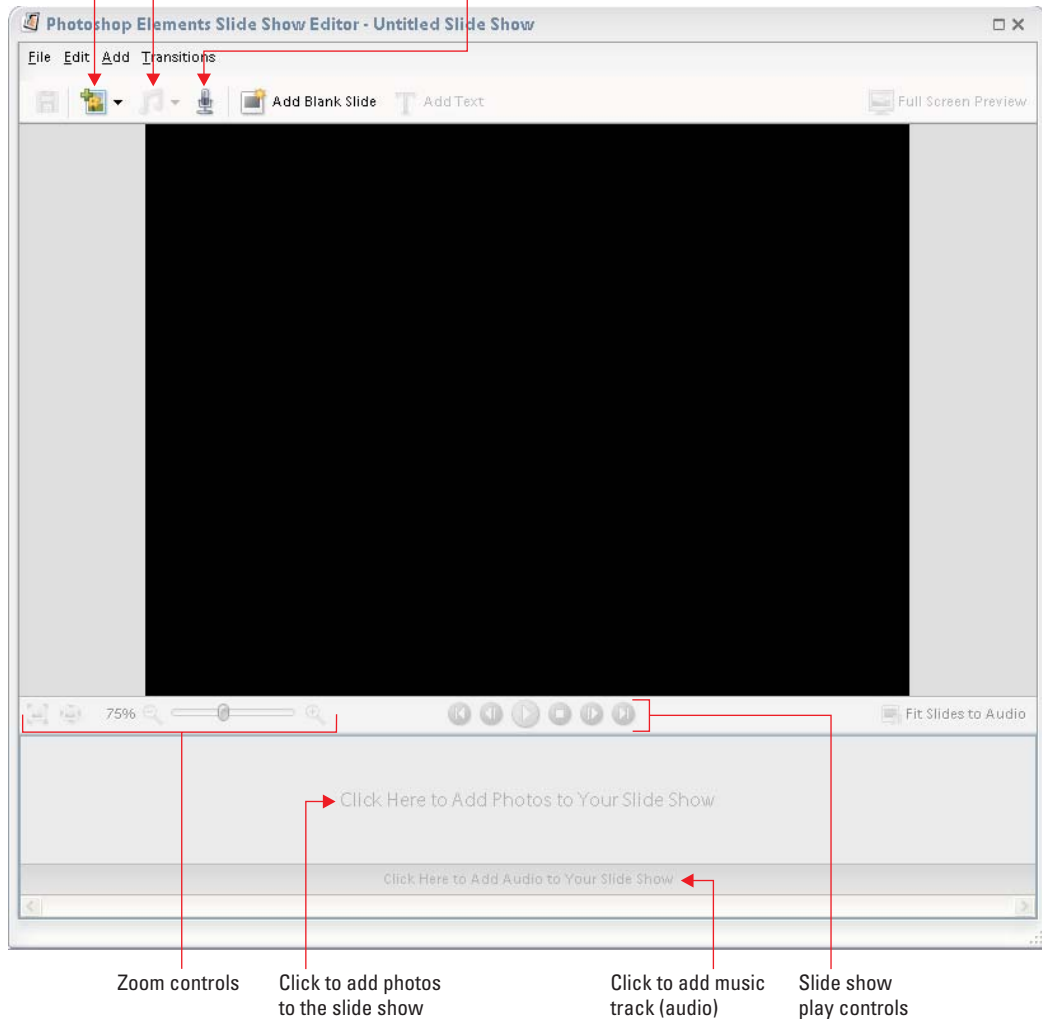 Photoshop Elements Slide Show Editor - Untitled Slide Show
File Edit Add Transitions
Add Blank Slide T Add Text Full Screen Preview
75% Fit Slides to Audio
Click Here to Add Photos to Your Slide Show
Click Here to Add Audio to Your Slide Show
Zoom controls
Click to add photos
to the slide show
Click to add music
track (audio)
Slide show
play controls